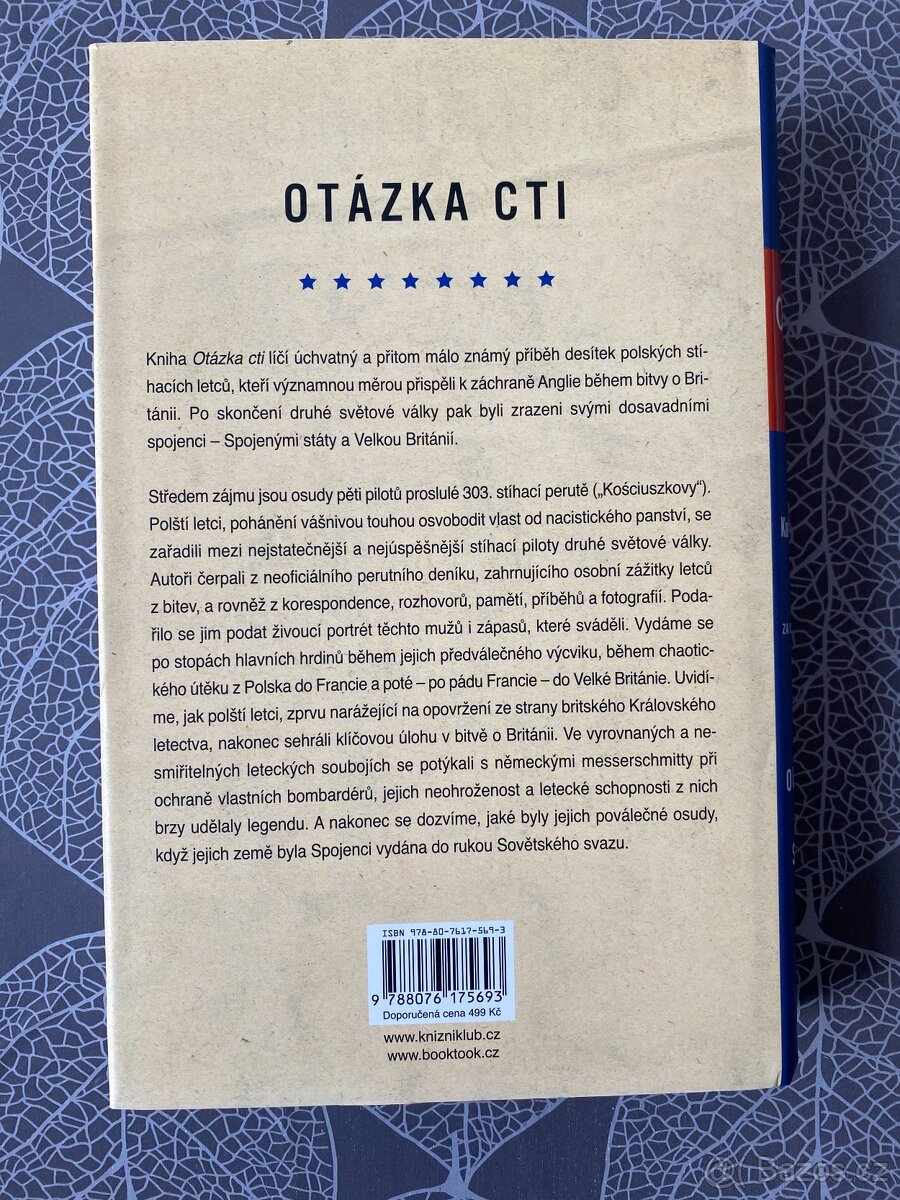 OTÁZKA CTI
Kniha Otázka cti líčí úchvatný a přitom málo známý příběh desítek polských stí-
hacích letců, kteří významnou měrou přispěli k záchraně Anglie během bitvy o Bri-
tánii. Po skončení druhé světové války pak byli zrazeni svými dosavadními
spojenci – Spojenými státy a Velkou Británií.
Středem zájmu jsou osudy pěti pilotů proslulé 303. stíhací perutě („Kościuszkovy“).
Polští letci, pohánění vášnivou touhou osvobodit vlast od nacistického panství, se
zařadili mezi nejstatečnější a nejúspěšnější stíhací piloty druhé světové války.
Autoři čerpali z neoficiálního perutního deníku, zahrnujícího osobní zážitky letců
z bitev, a rovněž z korespondence, rozhovorů, pamětí, příběhů a fotografií. Poda-
řilo se jim podat živoucí portrét těchto mužů i zápasů, které sváděli. Vydáme se
po stopách hlavních hrdinů během jejich předválečného výcviku, během chaotic-
kého útěku z Polska do Francie a poté – po pádu Francie – do Velké Británie. Uvidí-
me, jak polští letci, zprvu narážející na opovržení ze strany britského Královského
letectva, nakonec sehráli klíčovou úlohu v bitvě o Británii. Ve vyrovnaných a ne-
smiřitelných leteckých soubojích se potýkali s německými messerschmitty při
ochraně vlastních bombardérů, jejich neohroženost a letecké schopnosti z nich
brzy udělaly legendu. A nakonec se dozvíme, jaké byly jejich poválečné osudy,
když jejich země byla Spojenci vydána do rukou Sovětského svazu.
ISBN 978-80-7617-569-3
9 788076 175693
Doporučená cena 499 Kč
www.knizniklub.cz
www.booktook.cz
Bazos.cz